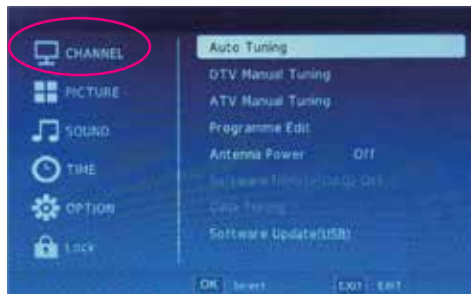 CHANNEL
PICTURE
SOUND
TIME
OPTION
Lock
Auto Tuning
DTV Manual Tuning
ATV Manual Tuning
Programme Edit
Antenna Power Off
Software Update(USB)
OK Select EXIT EXIT